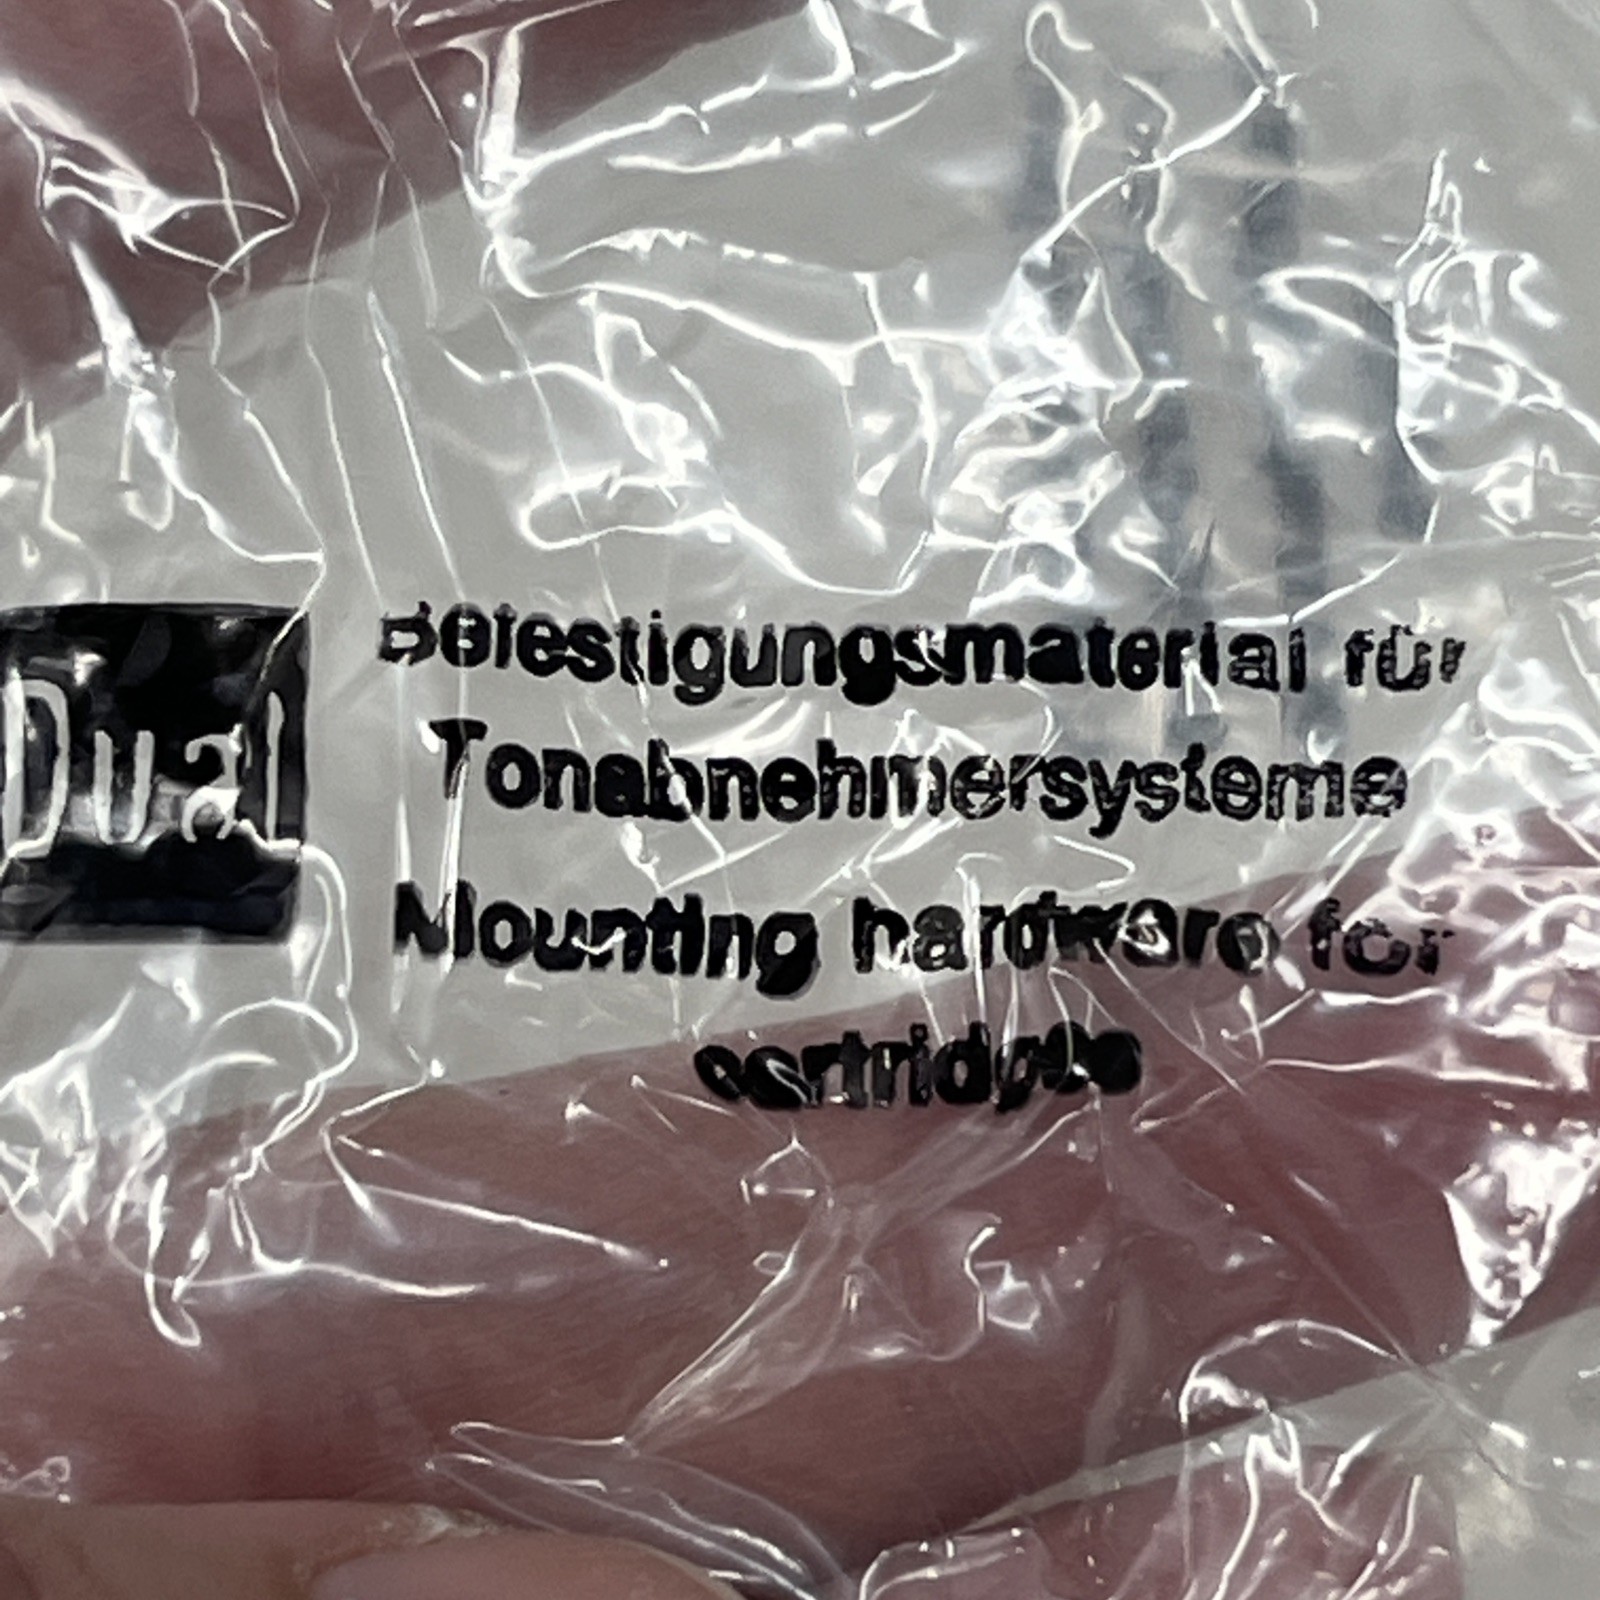 Dual
Befestigungsmaterial für
Tonabnehmersysteme
Mounting hardware for
cartridges